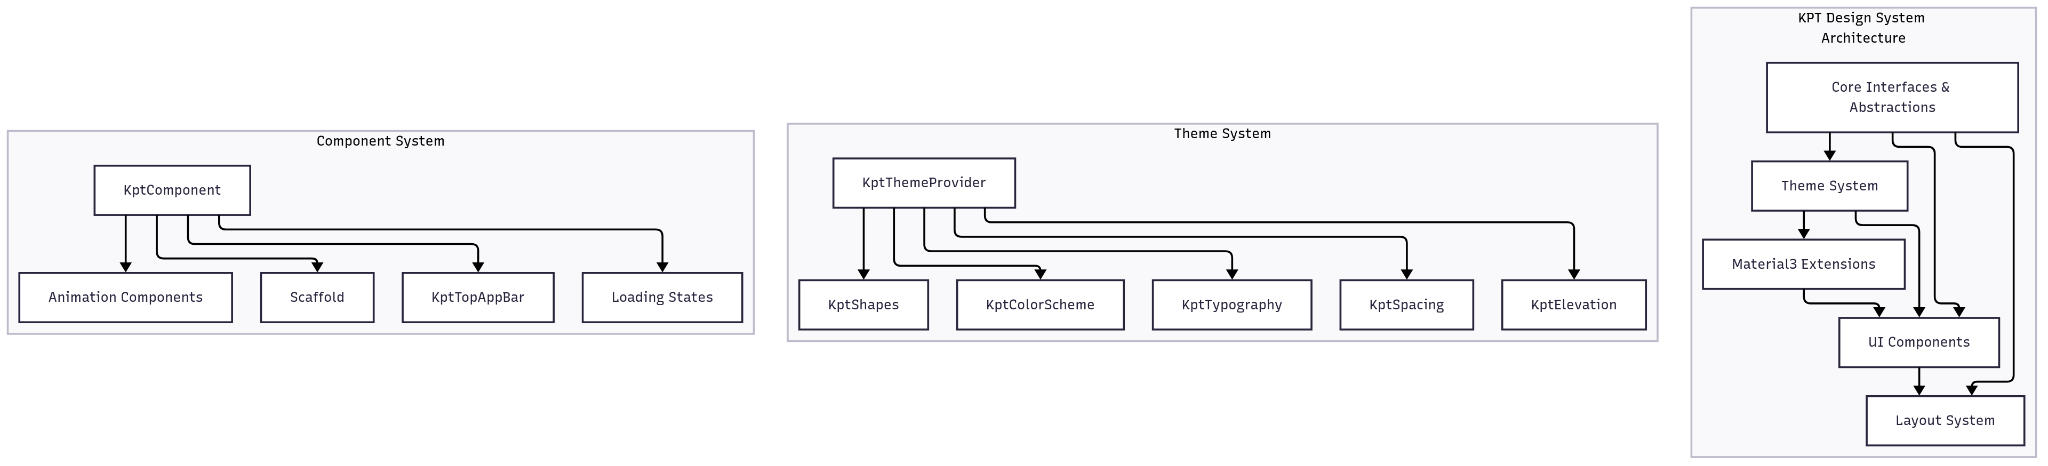 Component System
KptComponent
Animation Components
Scaffold
KptTopAppBar
Loading States
Theme System
KptThemeProvider
KptShapes
KptColorScheme
KptTypography
KptSpacing
KptElevation
KPT Design System
Architecture
Core Interfaces &
Abstractions
Theme System
Material3 Extensions
UI Components
Layout System